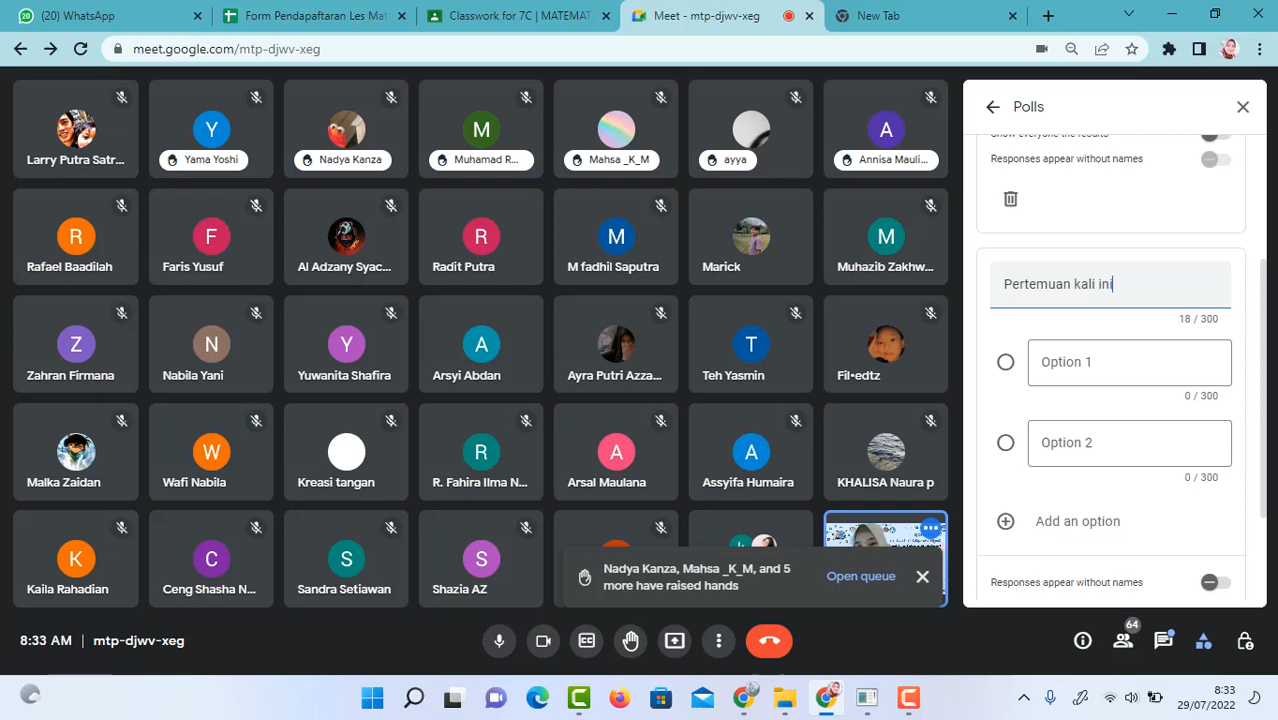 (20) WhatsApp
Form Pendapaftaran Les Mat
Classwork for 7C | MATEMAT
Meet - mtp-djwv-xeg
New Tab
meet.google.com/mtp-djwv-xeg
Larry Putra Satr...
Y
Yama Yoshi
Nadya Kanza
M
Muhamad R...
Mahsa _K_M
ayya
A
Annisa Mauli...
R
Rafael Baadilah
F
Faris Yusuf
Al Adzany Syac...
R
Radit Putra
M
M fadhil Saputra
Marick
M
Muhazib Zakhw...
Z
Zahran Firmana
N
Nabila Yani
Y
Yuwanita Shafira
A
Arsyi Abdan
Ayra Putri Azza...
T
Teh Yasmin
Fil•edtz
Malka Zaidan
W
Wafi Nabila
Kreasi tangan
R
R. Fahira Ilma N...
A
Arsal Maulana
A
Assyifa Humaira
KHALISA Naura p
K
Kaila Rahadian
C
Ceng Shasha N...
S
Sandra Setiawan
S
Shazia AZ
k
Nadya Kanza, Mahsa _K_M, and 5
more have raised hands
Open queue
Polls
Show everyone the results
Responses appear without names
Pertemuan kali ini
18 / 300
Option 1
0 / 300
Option 2
0 / 300
Add an option
Responses appear without names
8:33 AM | mtp-djwv-xeg
64
8:33
29/07/2022